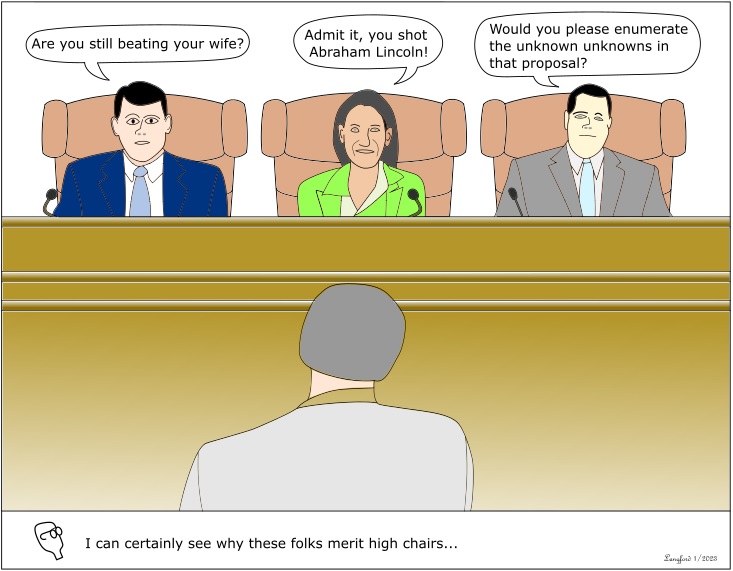 Are you still beating your wife?
Admit it, you shot
Abraham Lincoln!
Would you please enumerate
the unknown unknowns in
that proposal?
I can certainly see why these folks merit high chairs...
Langford 1/2023